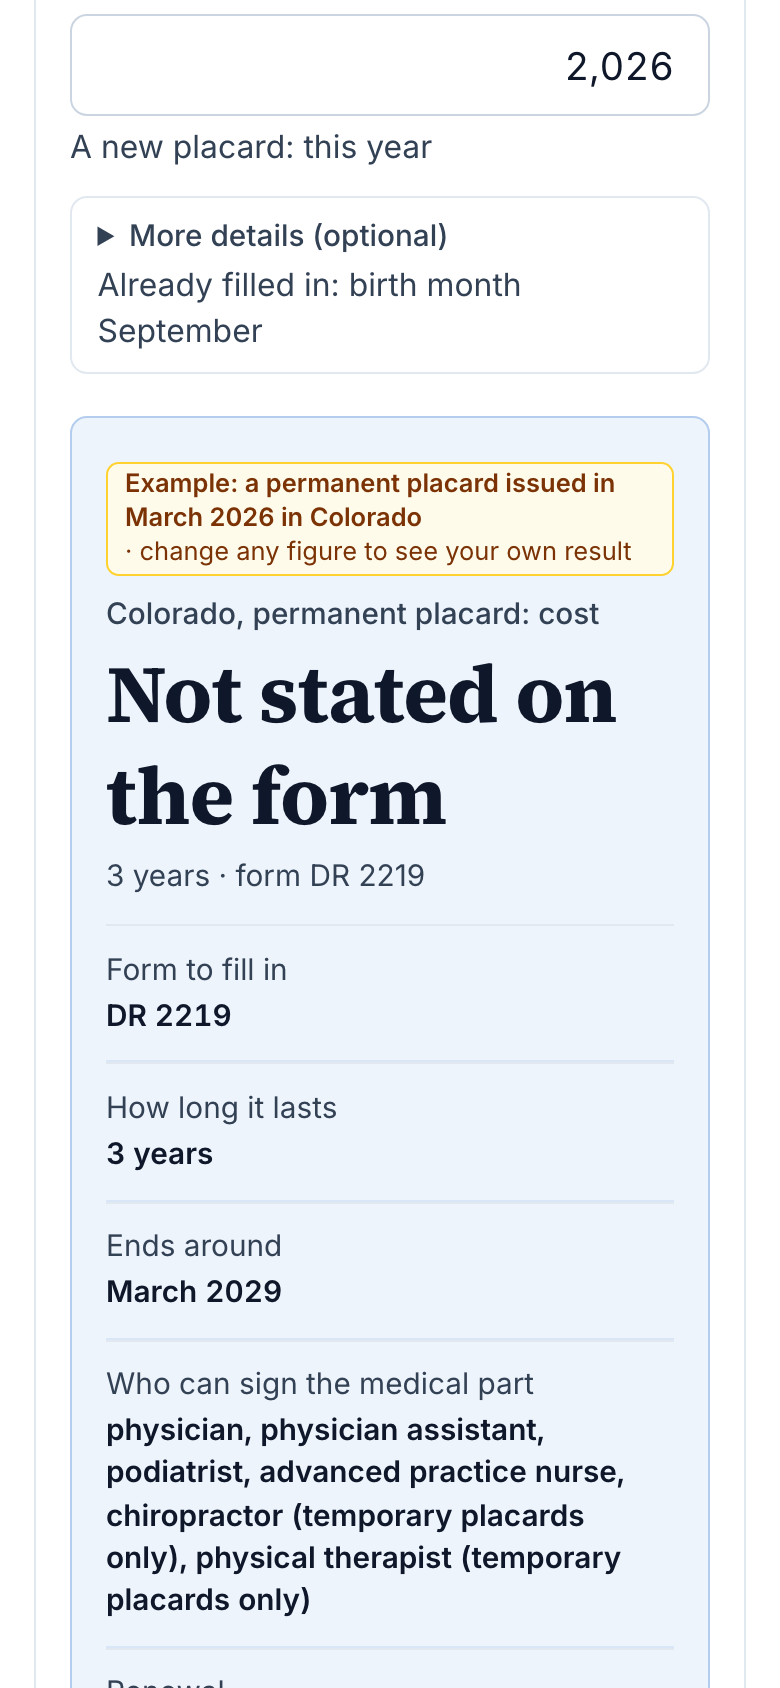 2,026
A new placard: this year
▶ More details (optional)
Already filled in: birth month
September
Example: a permanent placard issued in
March 2026 in Colorado
· change any figure to see your own result
Colorado, permanent placard: cost
Not stated on
the form
3 years · form DR 2219
Form to fill in
DR 2219
How long it lasts
3 years
Ends around
March 2029
Who can sign the medical part
physician, physician assistant,
podiatrist, advanced practice nurse,
chiropractor (temporary placards
only), physical therapist (temporary
placards only)
Renewal